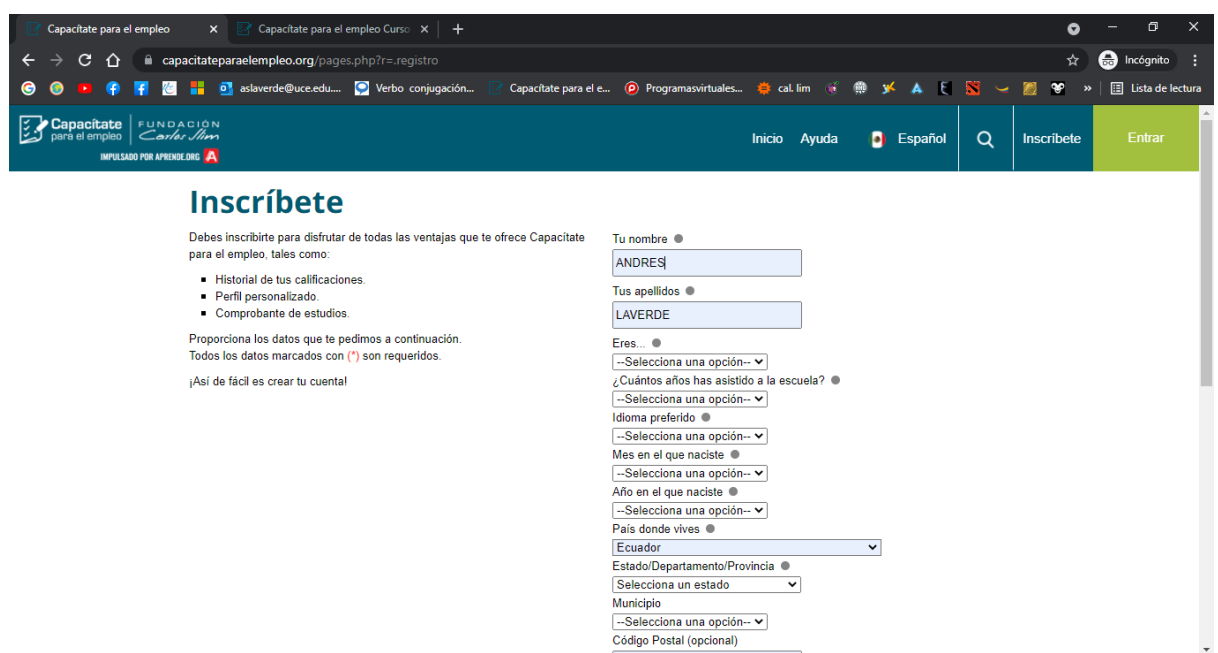 Capacítate para el empleo
Capacítate para el empleo Curso
capacitateparaelempleo.org/pages.php?r=.registro
Incógnito
aslaverde@uce.edu....
Verbo conjugación...
Capacítate para el e...
Programasvirtuales...
cal. lim
»
Lista de lectura
Capacítate
para el empleo
FUNDACIÓN
Carlos Slim
IMPULSADO POR APRENDE.ORG
Inicio
Ayuda
Español
Inscríbete
Entrar
Inscríbete
Debes inscribirte para disfrutar de todas las ventajas que te ofrece Capacítate
para el empleo, tales como:
Historial de tus calificaciones.
Perfil personalizado.
Comprobante de estudios.
Proporciona los datos que te pedimos a continuación.
Todos los datos marcados con (*) son requeridos.
¡Así de fácil es crear tu cuenta!
Tu nombre
ANDRES
Tus apellidos
LAVERDE
Eres...
--Selecciona una opción--
¿Cuántos años has asistido a la escuela?
--Selecciona una opción--
Idioma preferido
--Selecciona una opción--
Mes en el que naciste
--Selecciona una opción--
Año en el que naciste
--Selecciona una opción--
País donde vives
Ecuador
Estado/Departamento/Provincia
Selecciona un estado
Municipio
--Selecciona una opción--
Código Postal (opcional)